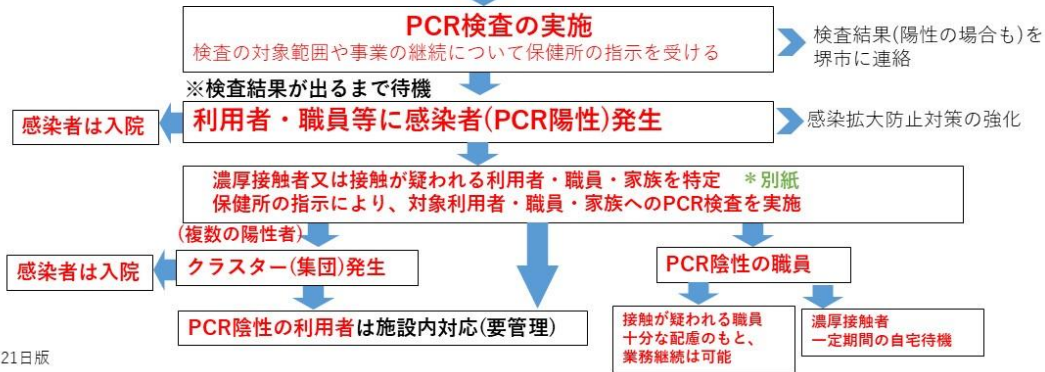 PCR検査の実施
検査の対象範囲や事業の継続について保健所の指示を受ける
検査結果(陽性の場合も)を
堺市に連絡
※検査結果が出るまで待機
感染者は入院
利用者・職員等に感染者(PCR陽性)発生
感染拡大防止対策の強化
濃厚接触者又は接触が疑われる利用者・職員・家族を特定 *別紙
保健所の指示により、対象利用者・職員・家族へのPCR検査を実施
(複数の陽性者)
感染者は入院
クラスター(集団)発生
PCR陰性の職員
PCR陰性の利用者は施設内対応(要管理)
接触が疑われる職員
十分な配慮のもと、
業務継続は可能
濃厚接触者
一定期間の自宅待機
21日版